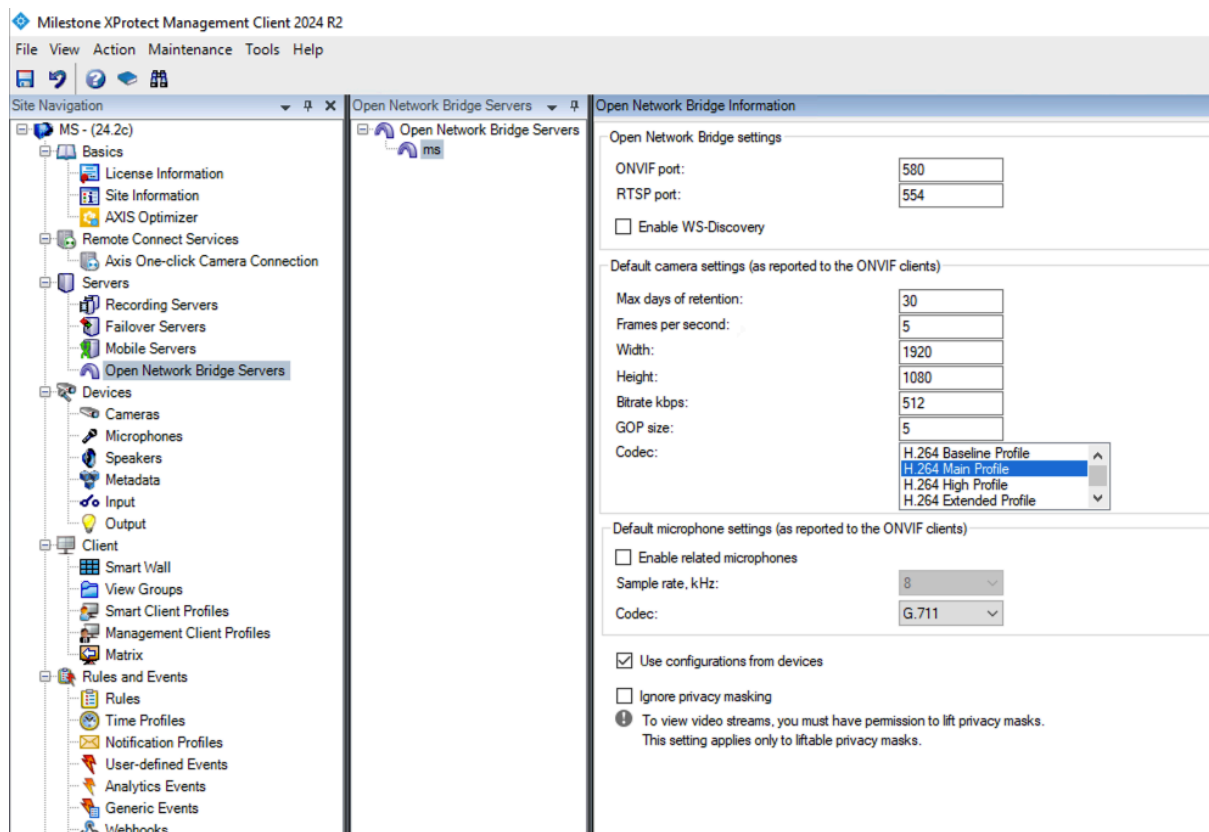 Milestone XProtect Management Client 2024 R2
File View Action Maintenance Tools Help
Site Navigation
MS - (24.2c)
Basics
License Information
Site Information
AXIS Optimizer
Remote Connect Services
Axis One-click Camera Connection
Servers
Recording Servers
Failover Servers
Mobile Servers
Open Network Bridge Servers
Devices
Cameras
Microphones
Speakers
Metadata
Input
Output
Client
Smart Wall
View Groups
Smart Client Profiles
Management Client Profiles
Matrix
Rules and Events
Rules
Time Profiles
Notification Profiles
User-defined Events
Analytics Events
Generic Events
Webhooks
Open Network Bridge Servers
Open Network Bridge Servers
ms
Open Network Bridge Information
Open Network Bridge settings
ONVIF port: 580
RTSP port: 554
Enable WS-Discovery
Default camera settings (as reported to the ONVIF clients)
Max days of retention: 30
Frames per second: 5
Width: 1920
Height: 1080
Bitrate kbps: 512
GOP size: 5
Codec: H.264 Baseline Profile
H.264 Main Profile
H.264 High Profile
H.264 Extended Profile
Default microphone settings (as reported to the ONVIF clients)
Enable related microphones
Sample rate, kHz: 8
Codec: G.711
Use configurations from devices
Ignore privacy masking
To view video streams, you must have permission to lift privacy masks.
This setting applies only to liftable privacy masks.